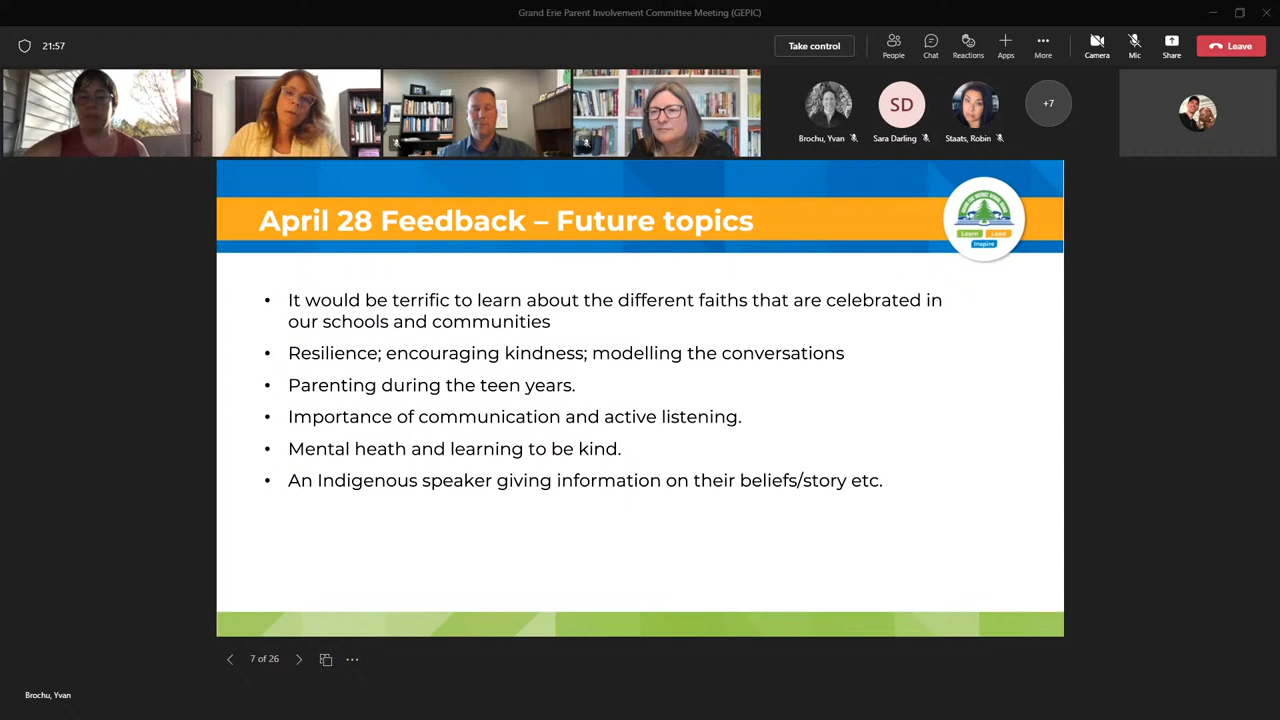 Grand Erie Parent Involvement Committee Meeting (GEPIC)
21:57
Take control
People
Chat
Reactions
Apps
More
Camera
Mic
Share
Leave
SD
+7
Brochu, Yvan
Sara Darling
Staats, Robin
April 28 Feedback – Future topics
Learn
Lead
Inspire
• It would be terrific to learn about the different faiths that are celebrated in
our schools and communities
• Resilience; encouraging kindness; modelling the conversations
• Parenting during the teen years.
• Importance of communication and active listening.
• Mental heath and learning to be kind.
• An Indigenous speaker giving information on their beliefs/story etc.
7 of 26
Brochu, Yvan